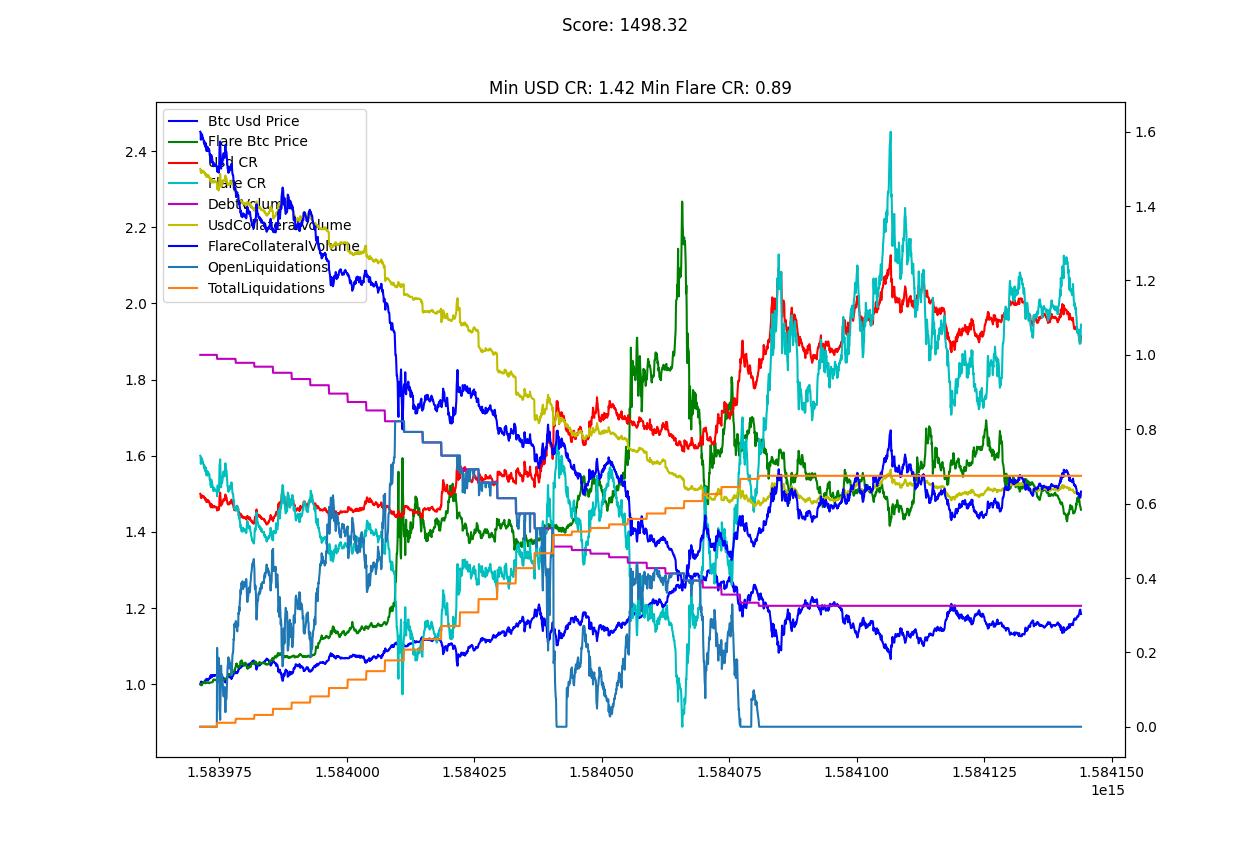 Score: 1498.32
Min USD CR: 1.42 Min Flare CR: 0.89
Btc Usd Price
Flare Btc Price
Usd CR
Flare CR
DebtVolume
UsdCollateralVolume
FlareCollateralVolume
OpenLiquidations
TotalLiquidations
2.4
2.2
2.0
1.8
1.6
1.4
1.2
1.0
1.6
1.4
1.2
1.0
0.8
0.6
0.4
0.2
0.0
1.583975
1.584000
1.584025
1.584050
1.584075
1.584100
1.584125
1.584150
1e15